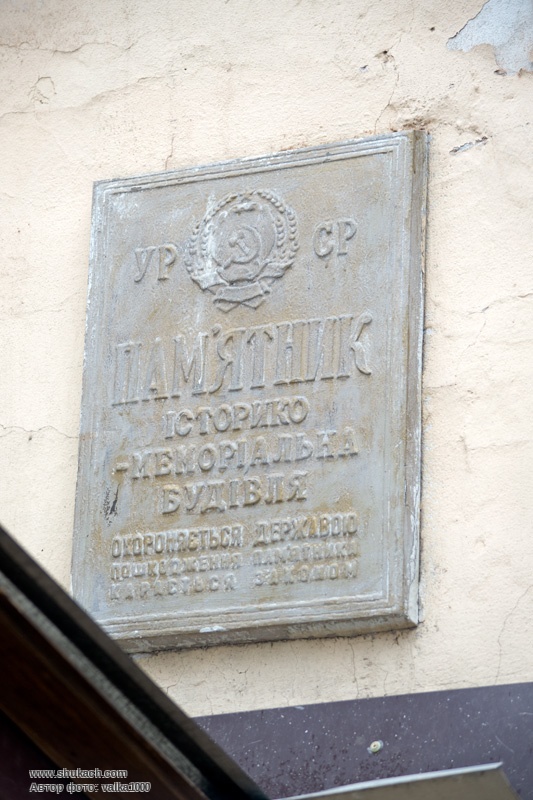 УР СР
ПАМ'ЯТНИК
ІСТОРИКО
-МЕМОРІАЛЬНА
БУДІВЛЯ
ОХОРОНЯЄТЬСЯ ДЕРЖАВОЮ
ПОШКОДЖЕННЯ ПАМ'ЯТНИКА
КАРАЄТЬСЯ ЗАКОНОМ
www.shukach.com
Автор фото: valka1000